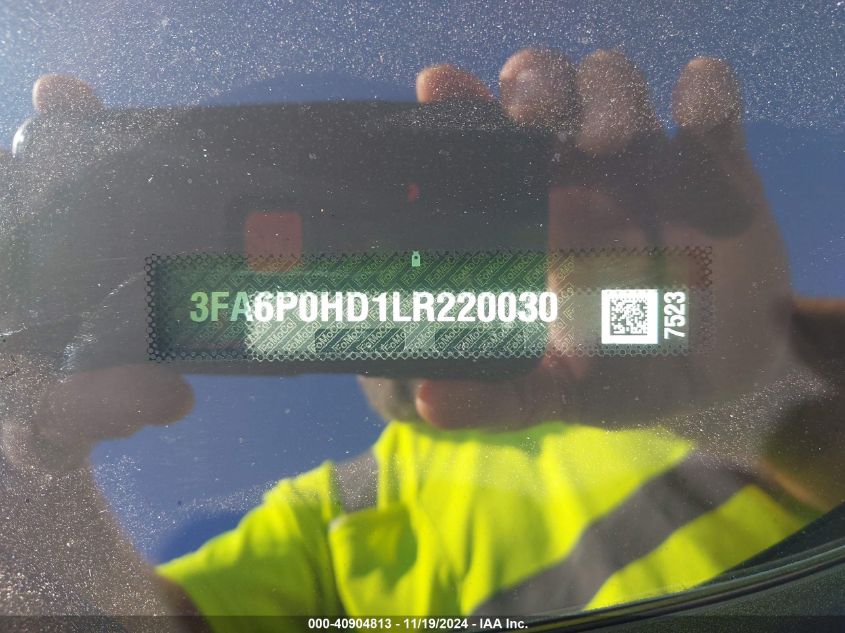 3FA6P0HD1LR220030
7523
000-40904813 - 11/19/2024 - IAA Inc.